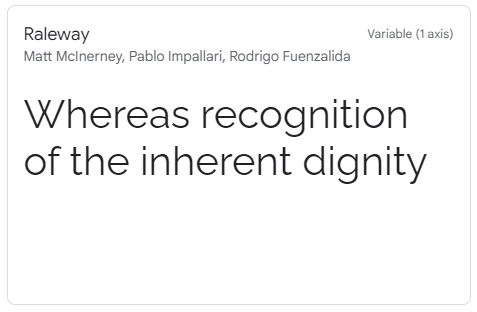 Raleway
Variable (1 axis)
Matt McInerney, Pablo Impallari, Rodrigo Fuenzalida
Whereas recognition
of the inherent dignity